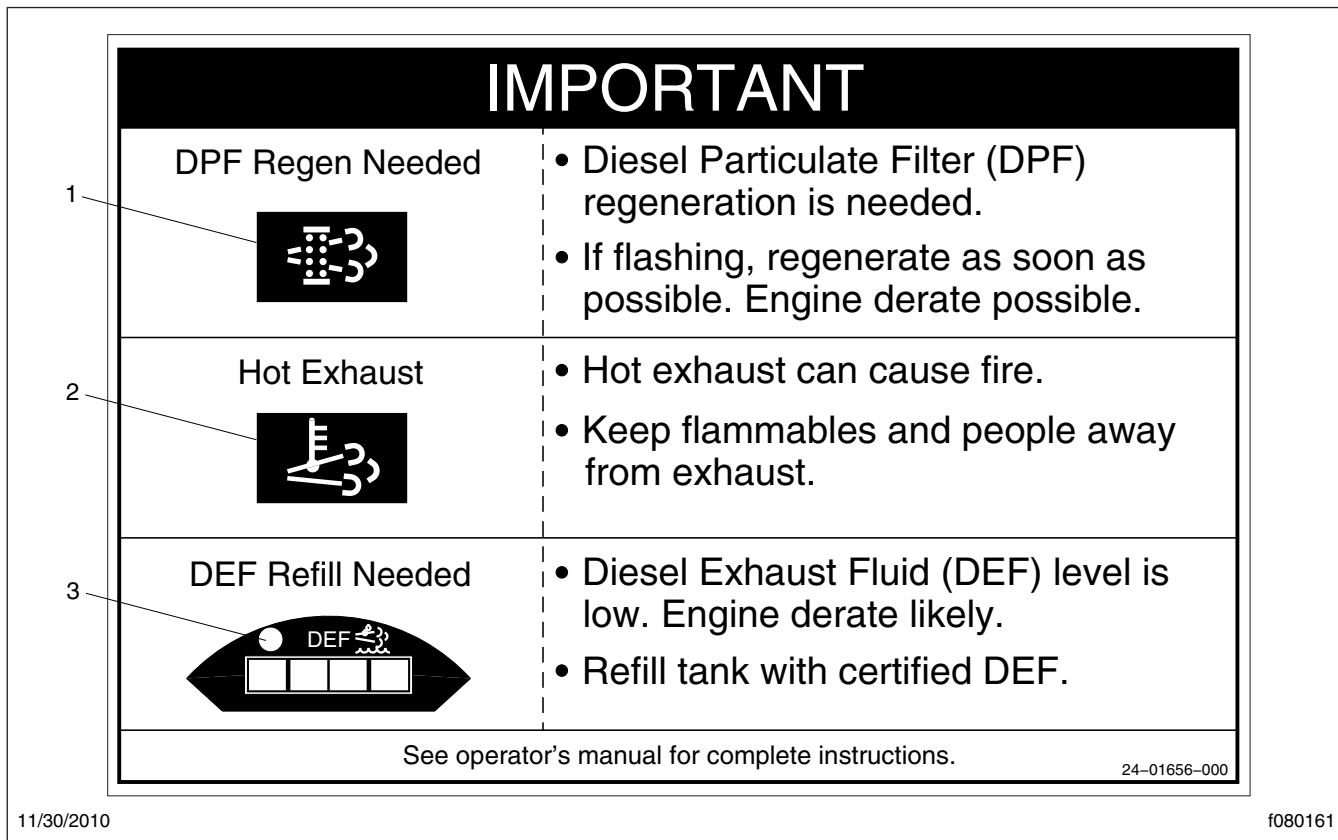 IMPORTANT
DPF Regen Needed
1
• Diesel Particulate Filter (DPF)
regeneration is needed.
• If flashing, regenerate as soon as
possible. Engine derate possible.
Hot Exhaust
2
• Hot exhaust can cause fire.
• Keep flammables and people away
from exhaust.
DEF Refill Needed
3
DEF
• Diesel Exhaust Fluid (DEF) level is
low. Engine derate likely.
• Refill tank with certified DEF.
See operator’s manual for complete instructions.
24–01656–000
11/30/2010
f080161